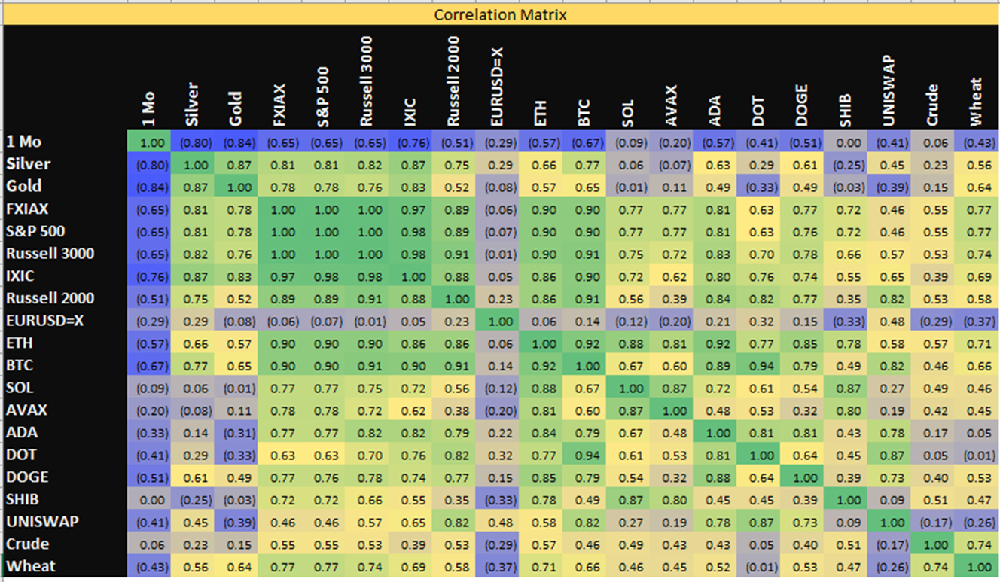 Correlation Matrix
1 Mo Silver Gold FXIAX S&P 500 Russell 3000 IXIC Russell 2000 EURUSD=X ETH BTC SOL AVAX ADA DOT DOGE SHIB UNISWAP Crude Wheat
1 Mo 1.00 (0.80) (0.84) (0.65) (0.65) (0.65) (0.76) (0.51) (0.29) (0.57) (0.67) (0.09) (0.20) (0.57) (0.41) (0.51) 0.00 (0.41) 0.06 (0.43)
Silver (0.80) 1.00 0.87 0.81 0.81 0.82 0.87 0.75 0.29 0.66 0.77 0.06 (0.07) 0.63 0.29 0.61 (0.25) 0.45 0.23 0.56
Gold (0.84) 0.87 1.00 0.78 0.78 0.76 0.83 0.52 (0.08) 0.57 0.65 (0.01) 0.11 0.49 (0.33) 0.49 (0.03) (0.39) 0.15 0.64
FXIAX (0.65) 0.81 0.78 1.00 1.00 1.00 0.97 0.89 (0.06) 0.90 0.90 0.77 0.77 0.81 0.63 0.77 0.72 0.46 0.55 0.77
S&P 500 (0.65) 0.81 0.78 1.00 1.00 1.00 0.98 0.89 (0.07) 0.90 0.90 0.77 0.77 0.81 0.63 0.76 0.72 0.46 0.55 0.77
Russell 3000 (0.65) 0.82 0.76 1.00 1.00 1.00 0.98 0.91 (0.01) 0.90 0.91 0.75 0.72 0.83 0.70 0.78 0.66 0.57 0.53 0.74
IXIC (0.76) 0.87 0.83 0.97 0.98 0.98 1.00 0.88 0.05 0.86 0.90 0.72 0.62 0.80 0.76 0.74 0.55 0.65 0.39 0.69
Russell 2000 (0.51) 0.75 0.52 0.89 0.89 0.91 0.88 1.00 0.23 0.86 0.91 0.56 0.39 0.84 0.82 0.77 0.35 0.82 0.53 0.58
EURUSD=X (0.29) 0.29 (0.08) (0.06) (0.07) (0.01) 0.05 0.23 1.00 0.06 0.14 (0.12) (0.20) 0.21 0.32 0.15 (0.33) 0.48 (0.29) (0.37)
ETH (0.57) 0.66 0.57 0.90 0.90 0.90 0.86 0.86 0.06 1.00 0.92 0.88 0.81 0.92 0.77 0.85 0.78 0.58 0.57 0.71
BTC (0.67) 0.77 0.65 0.90 0.90 0.91 0.90 0.91 0.14 0.92 1.00 0.67 0.60 0.89 0.94 0.79 0.49 0.82 0.46 0.66
SOL (0.09) 0.06 (0.01) 0.77 0.77 0.75 0.72 0.56 (0.12) 0.88 0.67 1.00 0.87 0.72 0.61 0.54 0.87 0.27 0.49 0.46
AVAX (0.20) (0.08) 0.11 0.78 0.78 0.72 0.62 0.38 (0.20) 0.81 0.60 0.87 1.00 0.48 0.53 0.32 0.80 0.19 0.42 0.45
ADA (0.33) 0.14 (0.31) 0.77 0.77 0.82 0.82 0.79 0.22 0.84 0.79 0.67 0.48 1.00 0.81 0.81 0.43 0.78 0.17 0.05
DOT (0.41) 0.29 (0.33) 0.63 0.63 0.70 0.76 0.82 0.32 0.77 0.94 0.61 0.53 0.81 1.00 0.64 0.45 0.87 0.05 (0.01)
DOGE (0.51) 0.61 0.49 0.77 0.76 0.78 0.74 0.77 0.15 0.85 0.79 0.54 0.32 0.88 0.64 1.00 0.39 0.73 0.40 0.53
SHIB 0.00 (0.25) (0.03) 0.72 0.72 0.66 0.55 0.35 (0.33) 0.78 0.49 0.87 0.80 0.45 0.45 0.39 1.00 0.09 0.51 0.47
UNISWAP (0.41) 0.45 (0.39) 0.46 0.46 0.57 0.65 0.82 0.48 0.58 0.82 0.27 0.19 0.78 0.87 0.73 0.09 1.00 (0.17) (0.26)
Crude 0.06 0.23 0.15 0.55 0.55 0.53 0.39 0.53 (0.29) 0.57 0.46 0.49 0.43 0.43 0.05 0.40 0.51 (0.17) 1.00 0.74
Wheat (0.43) 0.56 0.64 0.77 0.77 0.74 0.69 0.58 (0.37) 0.71 0.66 0.46 0.45 0.52 (0.01) 0.53 0.47 (0.26) 0.74 1.00